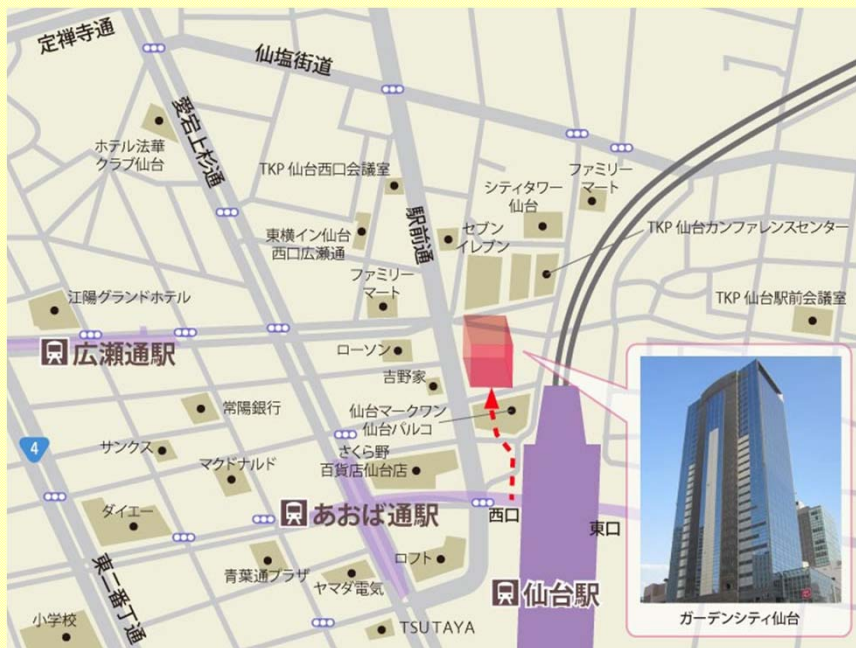 定禅寺通
仙塩街道
愛宕上杉通
ホテル法華
クラブ仙台
TKP 仙台西口会議室
駅前通
シティタワー
仙台
ファミリー
マート
東横イン仙台
西口広瀬通
セブン
イレブン
TKP 仙台カンファレンスセンター
ファミリー
マート
江陽グランドホテル
TKP 仙台駅前会議室
広瀬通駅
ローソン
吉野家
常陽銀行
仙台マークワン
仙台パルコ
4
サンクス
マクドナルド
さくら野
百貨店仙台店
ダイエー
あおば通駅
西口
東口
東二番丁通
青葉通プラザ
ヤマダ電気
ロフト
仙台駅
ガーデンシティ仙台
小学校
TSUTAYA